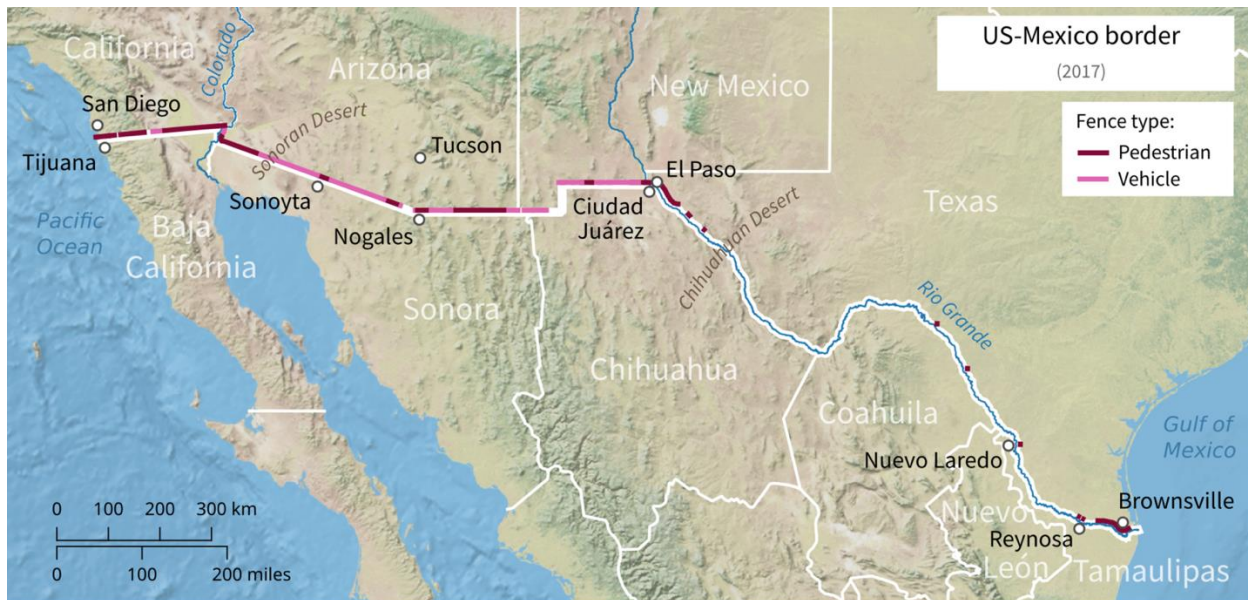 US-Mexico border
(2017)
Fence type:
Pedestrian
Vehicle
California
Colorado
Arizona
New Mexico
San Diego
Sonoran Desert
Tucson
El Paso
Tijuana
Sonoyta
Ciudad
Juárez
Texas
Pacific
Ocean
Baja
California
Nogales
Chihuahuan Desert
Sonora
Rio Grande
Chihuahua
Coahuila
Gulf of
Mexico
Nuevo Laredo
Brownsville
Nuevo
León
Reynosa
Tamaulipas
0 100 200 300 km
0 100 200 miles